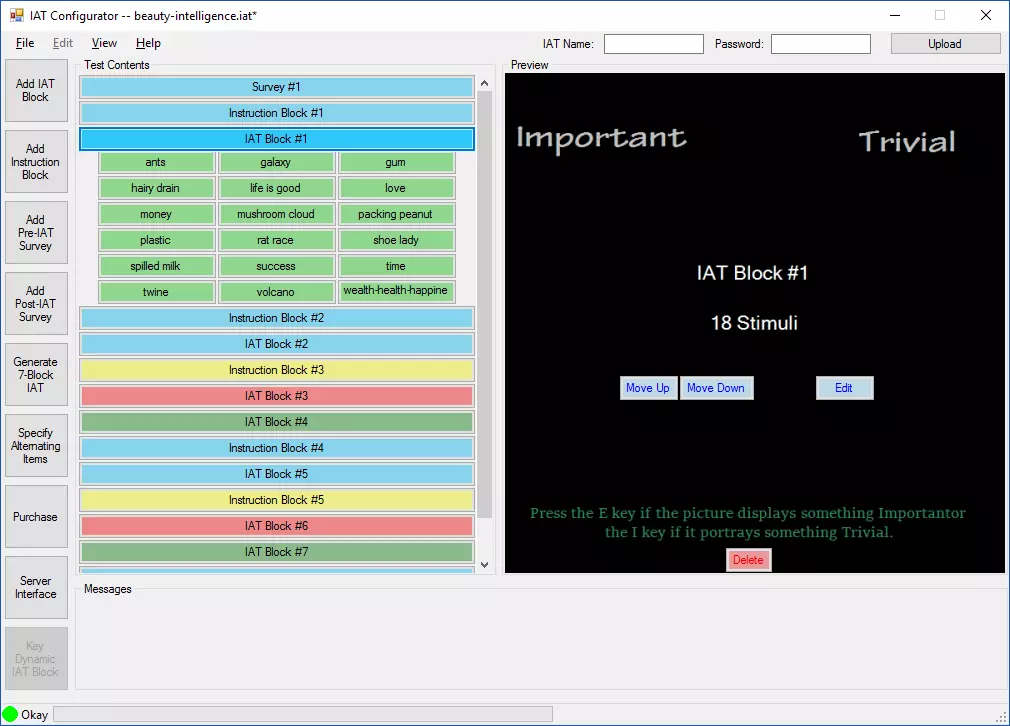 IAT Configurator -- beauty-intelligence.iat*
File Edit View Help
IAT Name: Password: Upload
Add IAT
Block
Add
Instruction
Block
Add
Pre-IAT
Survey
Add
Post-IAT
Survey
Generate
7-Block
IAT
Specify
Alternating
Items
Purchase
Server
Interface
Key
Dynamic
IAT Block
Test Contents
Survey #1
Instruction Block #1
IAT Block #1
ants galaxy gum
hairy drain life is good love
money mushroom cloud packing peanut
plastic rat race shoe lady
spilled milk success time
twine volcano wealth-health-happine
Instruction Block #2
IAT Block #2
Instruction Block #3
IAT Block #3
IAT Block #4
Instruction Block #4
IAT Block #5
Instruction Block #5
IAT Block #6
IAT Block #7
Preview
Important Trivial
IAT Block #1
18 Stimuli
Move Up Move Down Edit
Press the E key if the picture displays something Importantor
the I key if it portrays something Trivial.
Delete
Messages
Okay